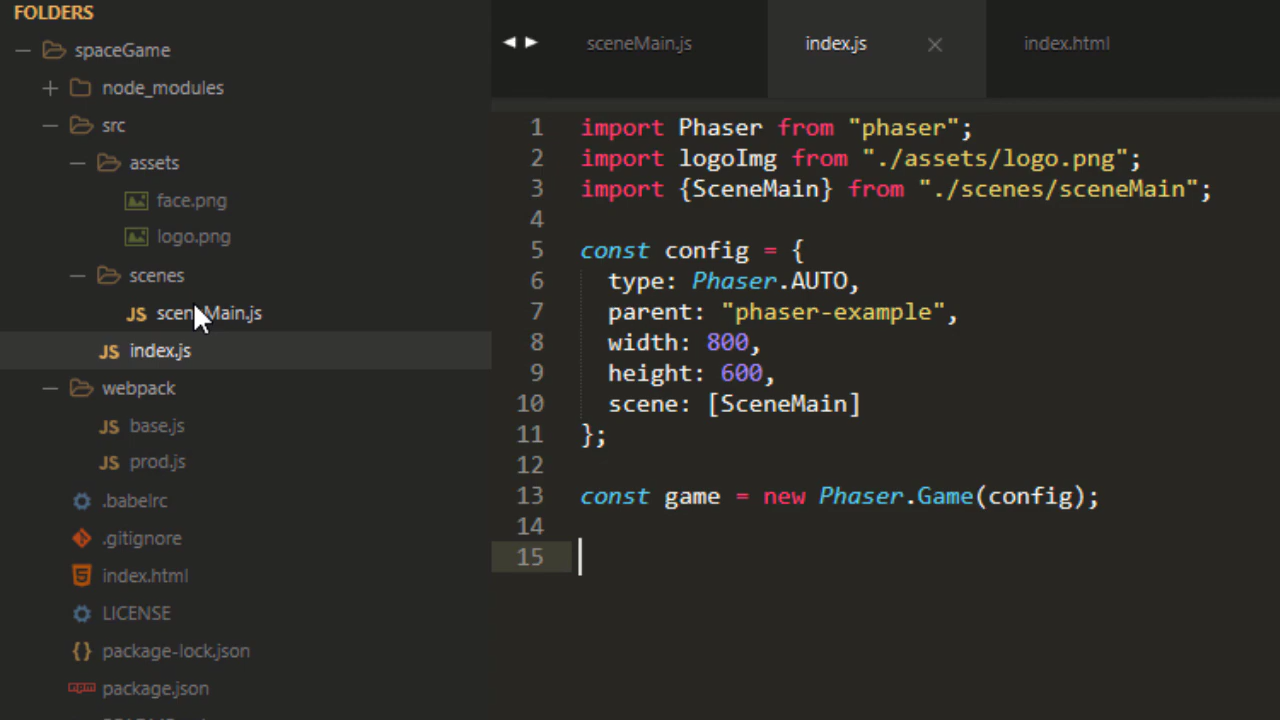 FOLDERS
spaceGame
node_modules
src
assets
face.png
logo.png
scenes
sceneMain.js
index.js
webpack
base.js
prod.js
.babelrc
.gitignore
index.html
LICENSE
package-lock.json
package.json
sceneMain.js index.js index.html
1 import Phaser from "phaser";
2 import logoImg from "./assets/logo.png";
3 import {SceneMain} from "./scenes/sceneMain";
4
5 const config = {
6 type: Phaser.AUTO,
7 parent: "phaser-example",
8 width: 800,
9 height: 600,
10 scene: [SceneMain]
11 };
12
13 const game = new Phaser.Game(config);
14
15